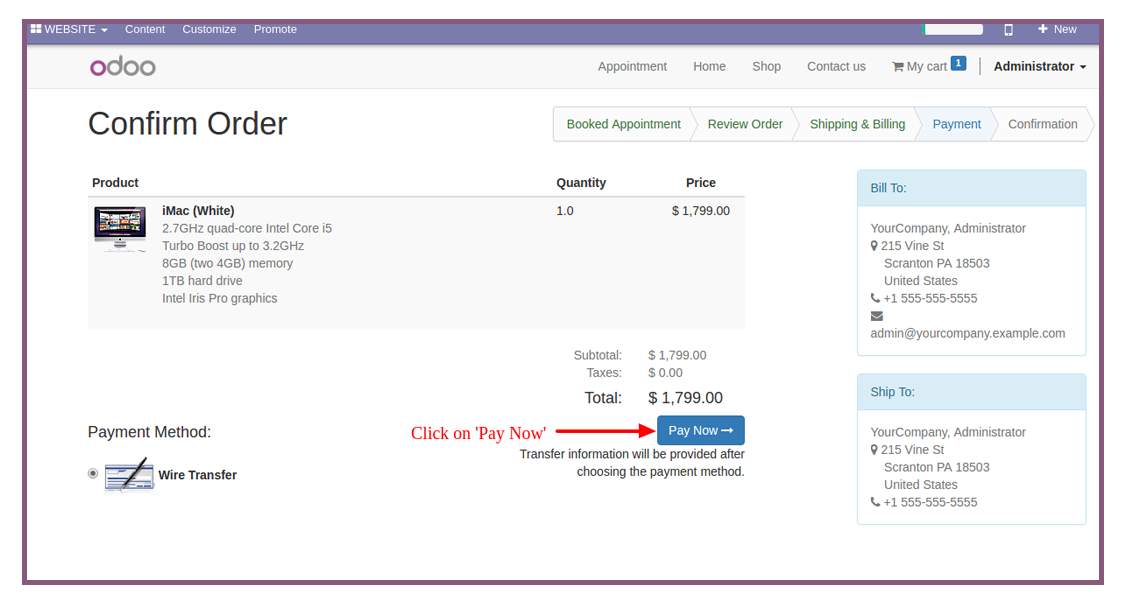 WEBSITE Content Customize Promote New
odoo Appointment Home Shop Contact us My cart 1 Administrator
Confirm Order
Booked Appointment Review Order Shipping & Billing Payment Confirmation
Product Quantity Price
iMac (White) 1.0 $ 1,799.00
2.7GHz quad-core Intel Core i5
Turbo Boost up to 3.2GHz
8GB (two 4GB) memory
1TB hard drive
Intel Iris Pro graphics
Subtotal: $ 1,799.00
Taxes: $ 0.00
Total: $ 1,799.00
Payment Method: Click on 'Pay Now' Pay Now
Transfer information will be provided after
choosing the payment method.
Wire Transfer
Bill To:
YourCompany, Administrator
215 Vine St
Scranton PA 18503
United States
+1 555-555-5555
admin@yourcompany.example.com
Ship To:
YourCompany, Administrator
215 Vine St
Scranton PA 18503
United States
+1 555-555-5555